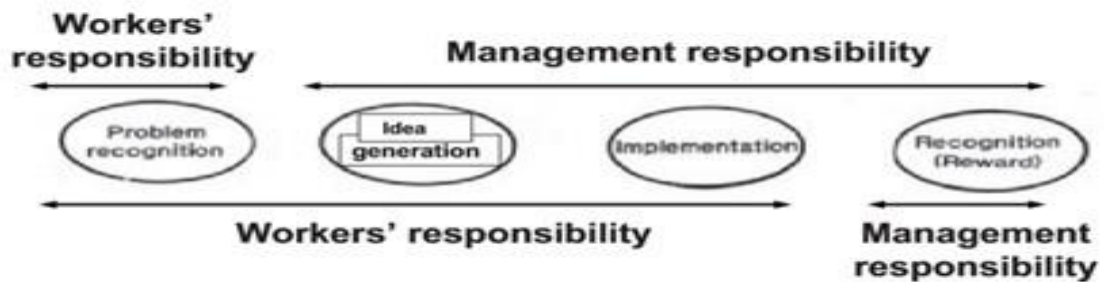 Workers’
responsibility
Management responsibility
Problem
recognition
Idea
generation
Implementation
Recognition
(Reward)
Workers’ responsibility
Management
responsibility